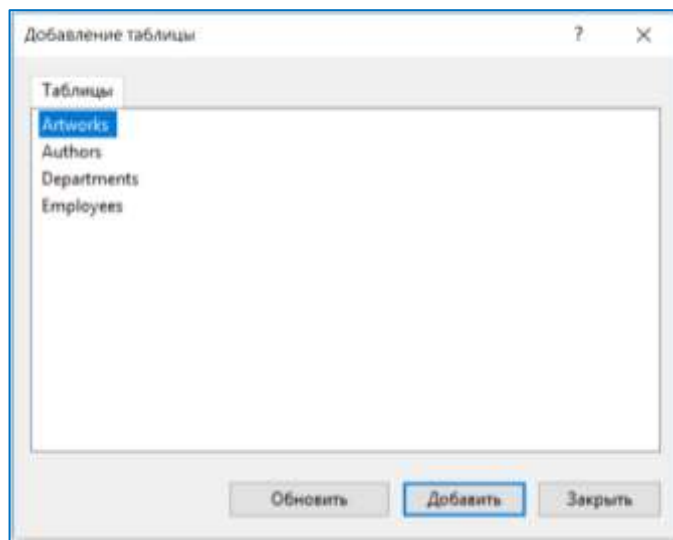 Добавление таблицы ?
Таблицы
Artworks
Authors
Departments
Employees
Обновить Добавить Закрыть